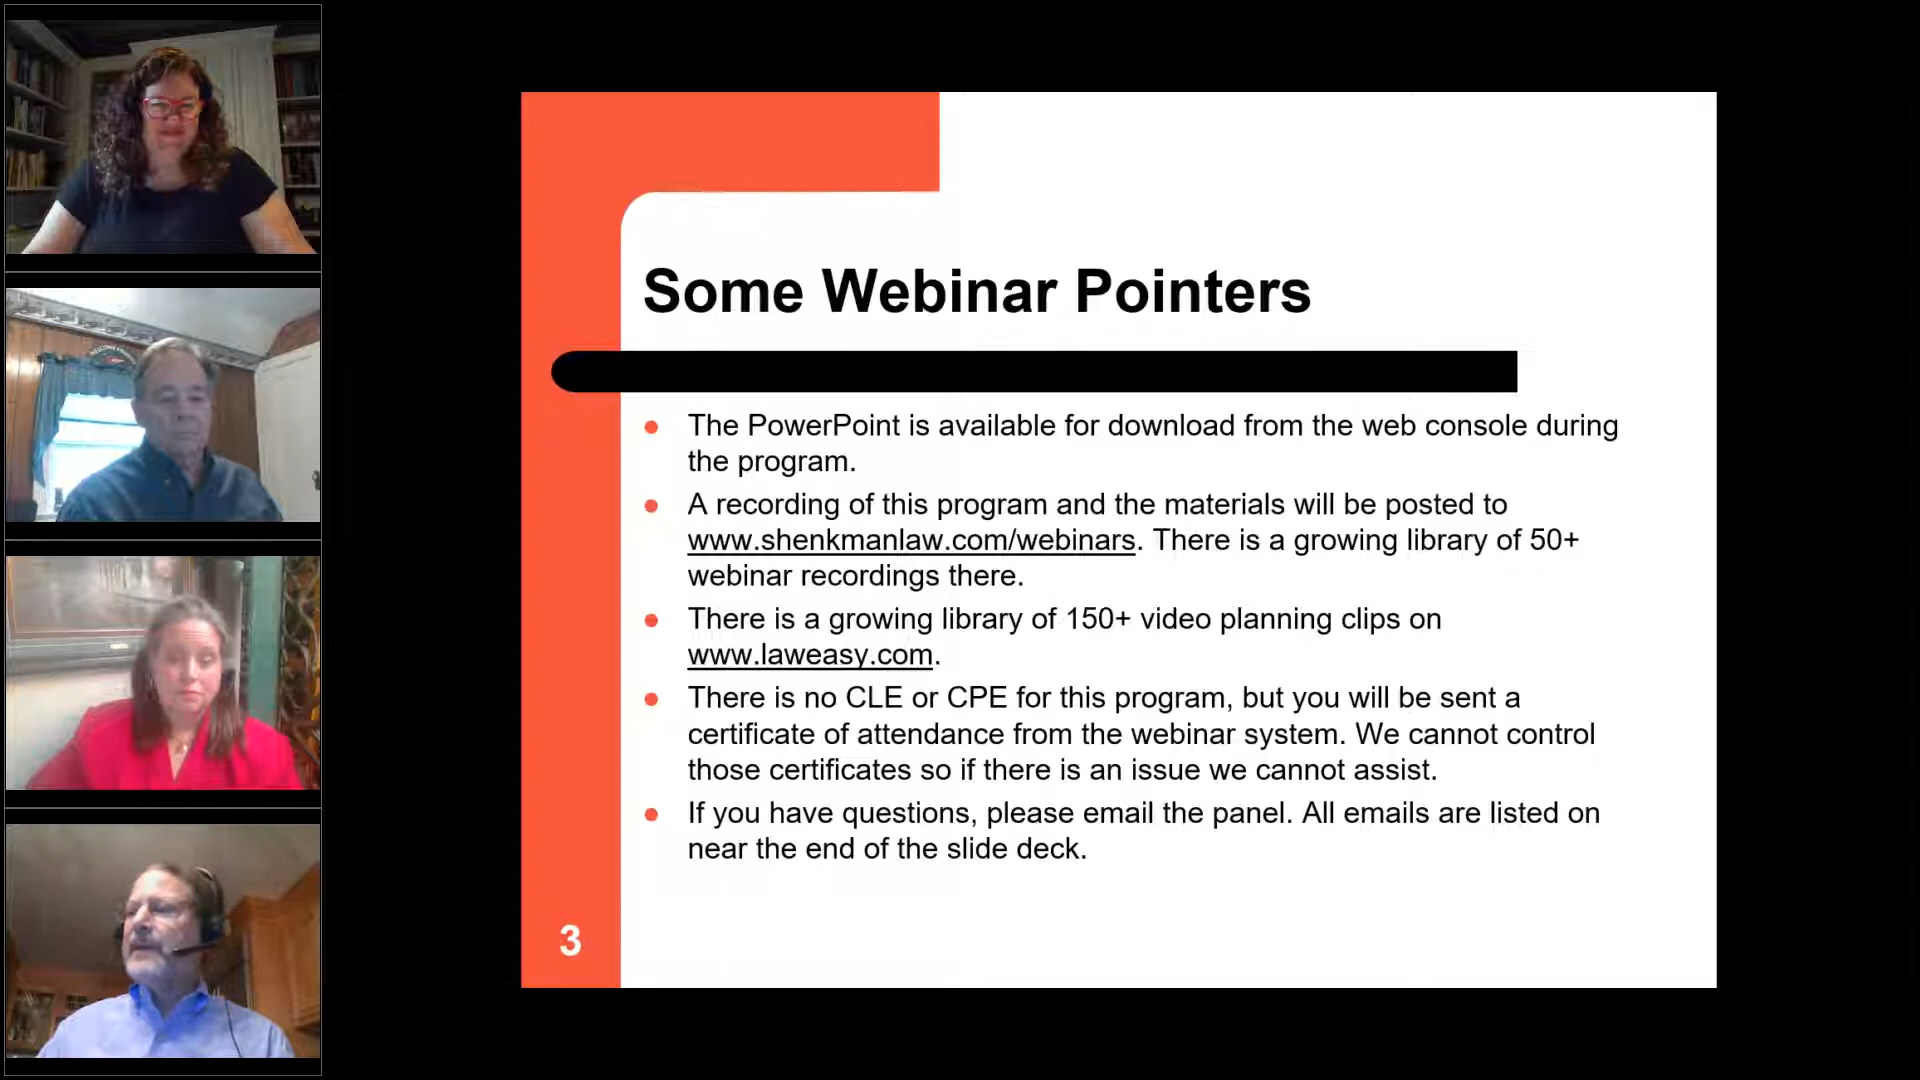 Some Webinar Pointers
The PowerPoint is available for download from the web console during
the program.
A recording of this program and the materials will be posted to
www.shenkmanlaw.com/webinars. There is a growing library of 50+
webinar recordings there.
There is a growing library of 150+ video planning clips on
www.laweasy.com.
There is no CLE or CPE for this program, but you will be sent a
certificate of attendance from the webinar system. We cannot control
those certificates so if there is an issue we cannot assist.
If you have questions, please email the panel. All emails are listed on
near the end of the slide deck.
3